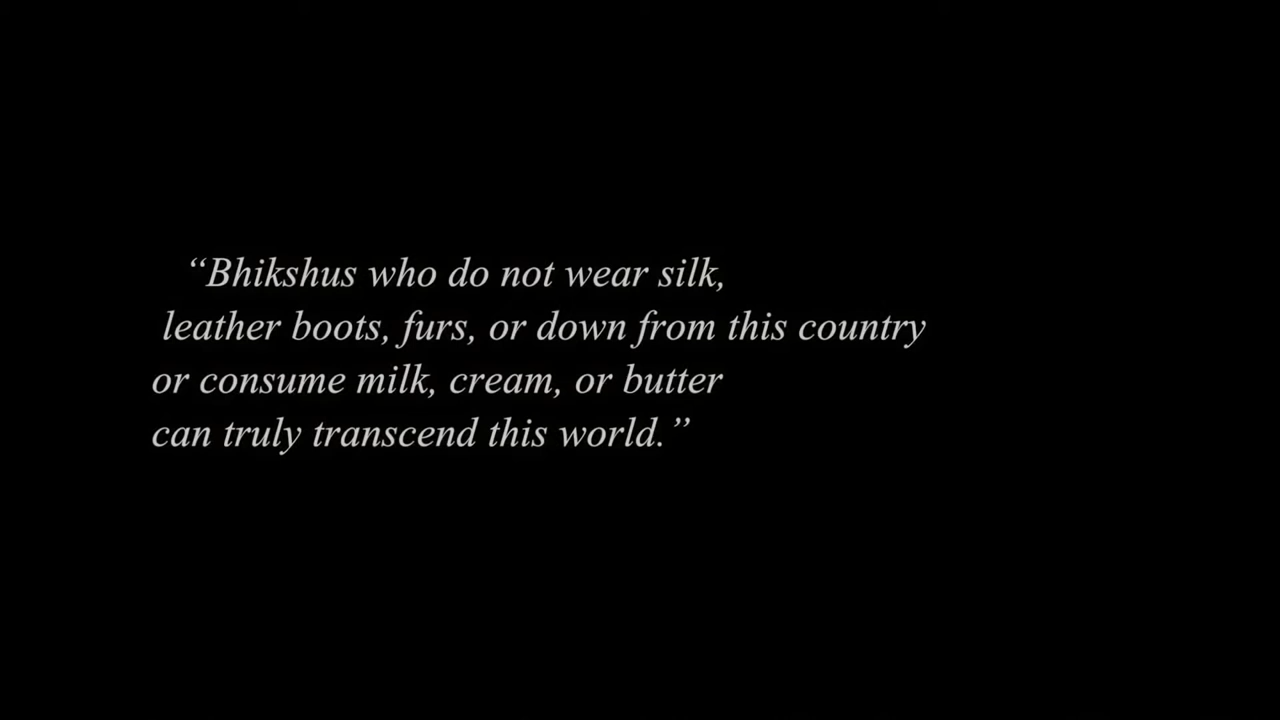 “Bhikshus who do not wear silk,
leather boots, furs, or down from this country
or consume milk, cream, or butter
can truly transcend this world.”